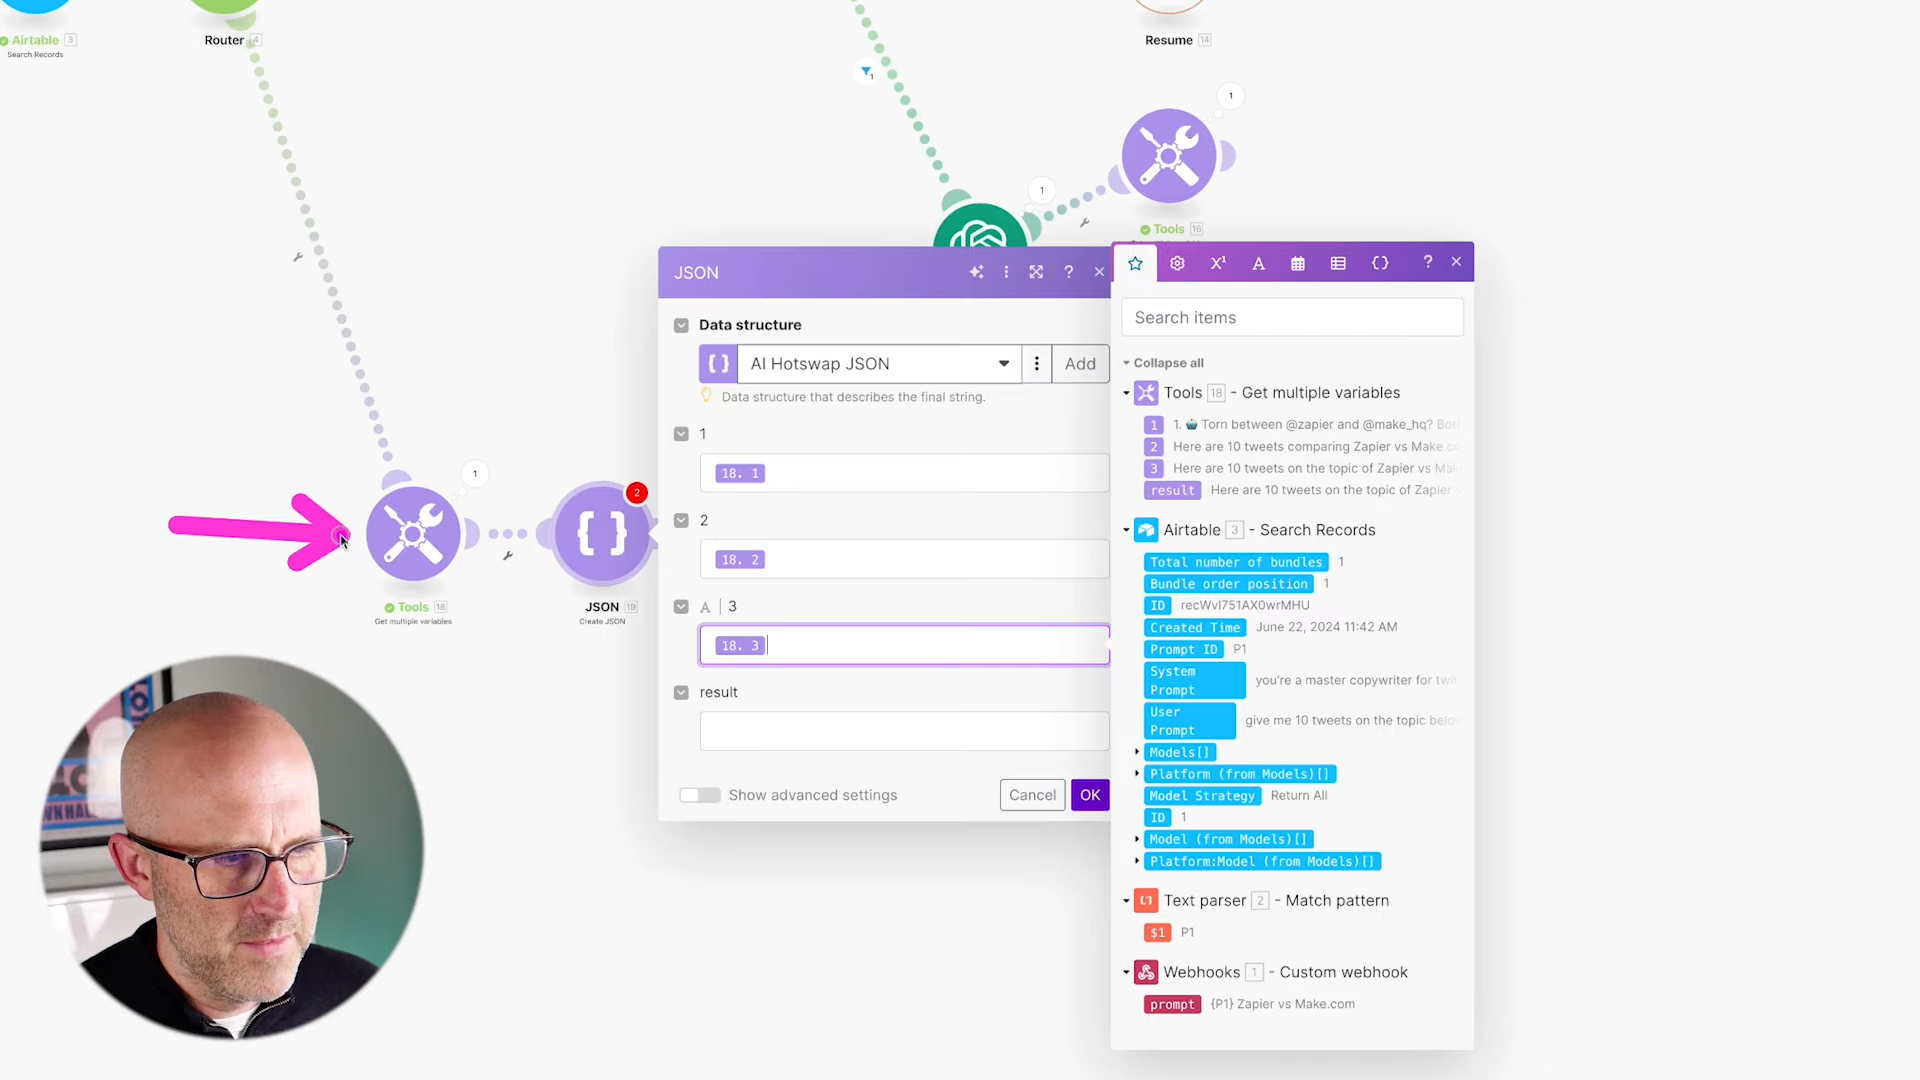 Airtable 3
Search Records
Router 4
1
Resume 14
1
1
Tools 16
JSON
?
Data structure
AI Hotswap JSON
Add
Data structure that describes the final string.
1
18. 1
2
18. 2
A | 3
18. 3
result
Show advanced settings
Cancel
OK
1
Tools 18
Get multiple variables
2
JSON 19
Create JSON
X¹
A
?
Search items
Collapse all
Tools 18 - Get multiple variables
1 1. Torn between @zapier and @make_hq? Bot
2 Here are 10 tweets comparing Zapier vs Make.co
3 Here are 10 tweets on the topic of Zapier vs Mak
result Here are 10 tweets on the topic of Zapier v
Airtable 3 - Search Records
Total number of bundles 1
Bundle order position 1
ID recWvI751AX0wrMHU
Created Time June 22, 2024 11:42 AM
Prompt ID P1
System
Prompt you're a master copywriter for twi
User
Prompt give me 10 tweets on the topic belo
Models[]
Platform (from Models)[]
Model Strategy Return All
ID 1
Model (from Models)[]
Platform:Model (from Models)[]
Text parser 2 - Match pattern
$1 P1
Webhooks 1 - Custom webhook
prompt {P1} Zapier vs Make.com